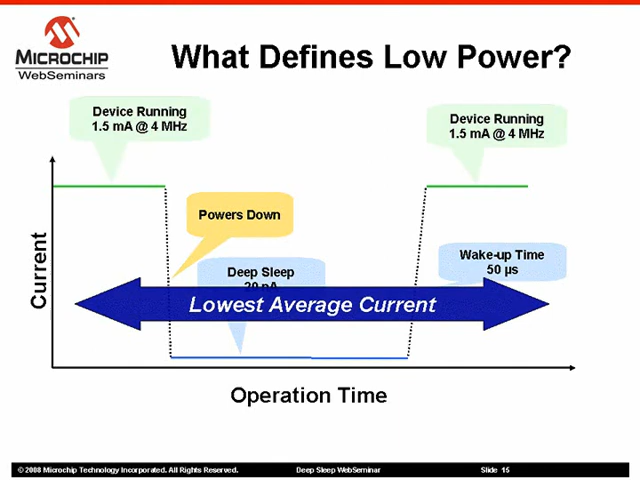 MICROCHIP
WebSeminars
What Defines Low Power?
Device Running
1.5 mA @ 4 MHz
Device Running
1.5 mA @ 4 MHz
Powers Down
Deep Sleep
Wake-up Time
50 µs
Lowest Average Current
Current
Operation Time
© 2008 Microchip Technology Incorporated. All Rights Reserved.
Deep Sleep WebSeminar
Slide 15